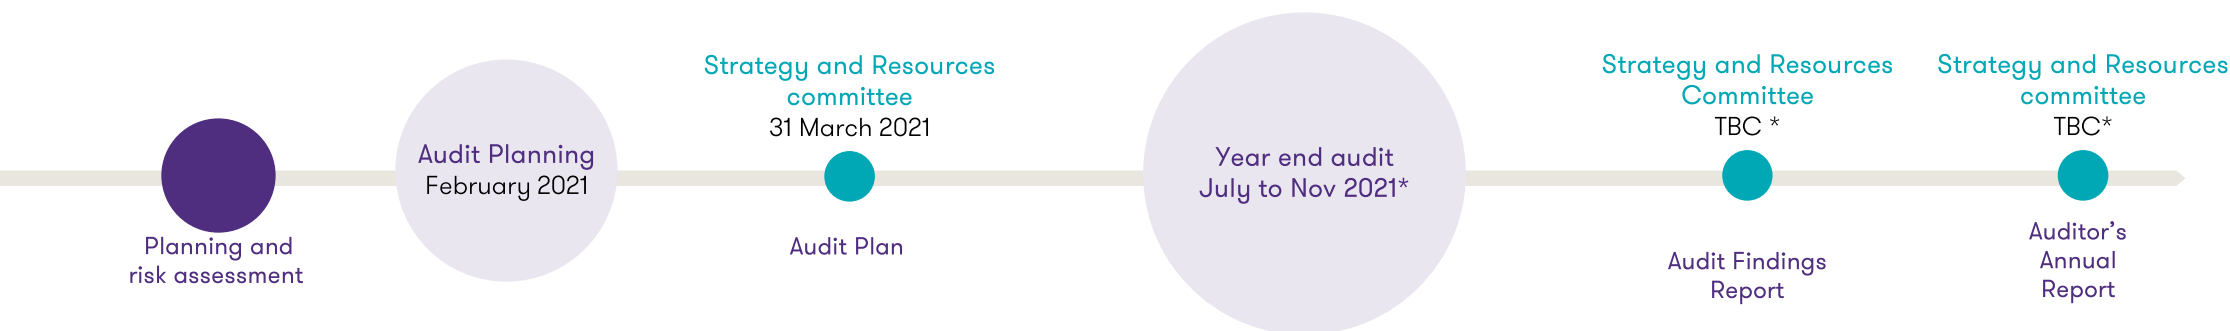 Planning and
risk assessment
Audit Planning
February 2021
Strategy and Resources
committee
31 March 2021
Audit Plan
Year end audit
July to Nov 2021*
Strategy and Resources
Committee
TBC *
Audit Findings
Report
Strategy and Resources
committee
TBC*
Auditor’s
Annual
Report